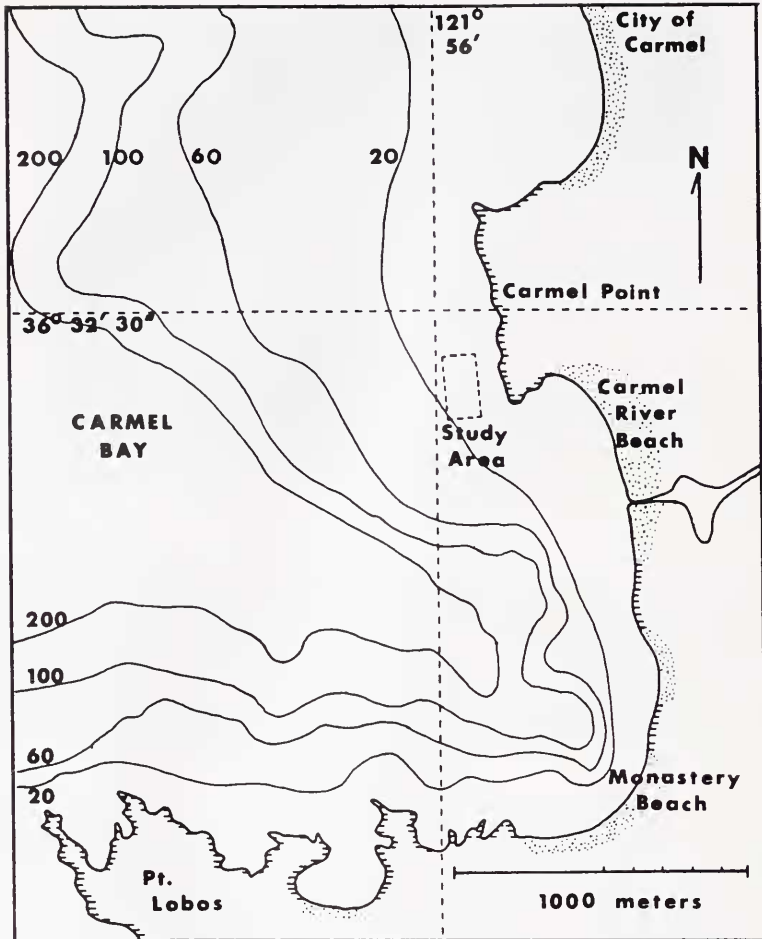 121°
56'
City of
Carmel
200
100
60
20
N
Carmel Point
36° 32' 30"
CARMEL
BAY
Study
Area
Carmel
River
Beach
200
100
60
20
Monastery
Beach
Pt.
Lobos
1000 meters